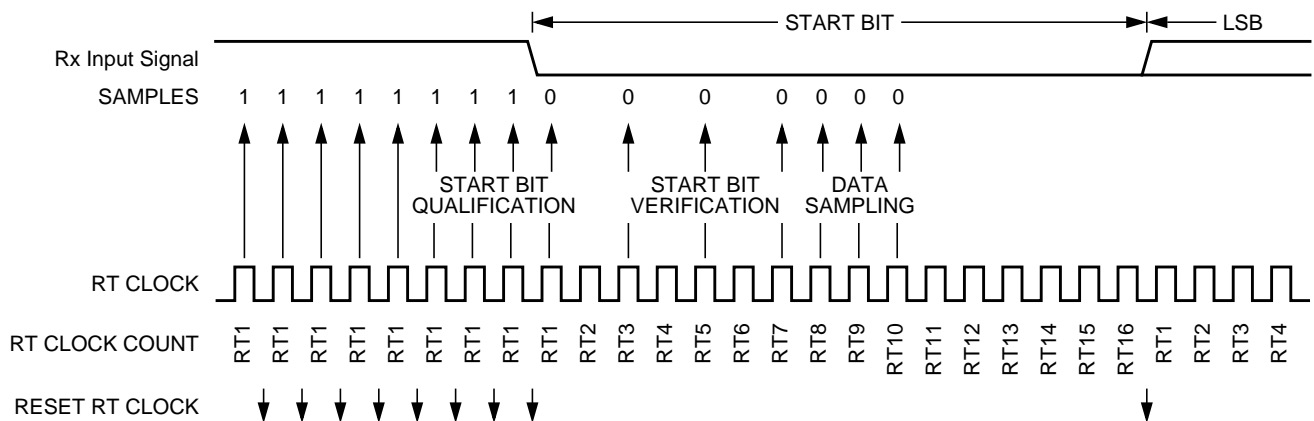 START BIT
LSB
Rx Input Signal
SAMPLES 1 1 1 1 1 1 1 1 0 0 0 0 0 0 0
START BIT QUALIFICATION
START BIT VERIFICATION
DATA SAMPLING
RT CLOCK
RT CLOCK COUNT RT1 RT1 RT1 RT1 RT1 RT1 RT1 RT1 RT1 RT2 RT3 RT4 RT5 RT6 RT7 RT8 RT9 RT10 RT11 RT12 RT13 RT14 RT15 RT16 RT1 RT2 RT3 RT4
RESET RT CLOCK